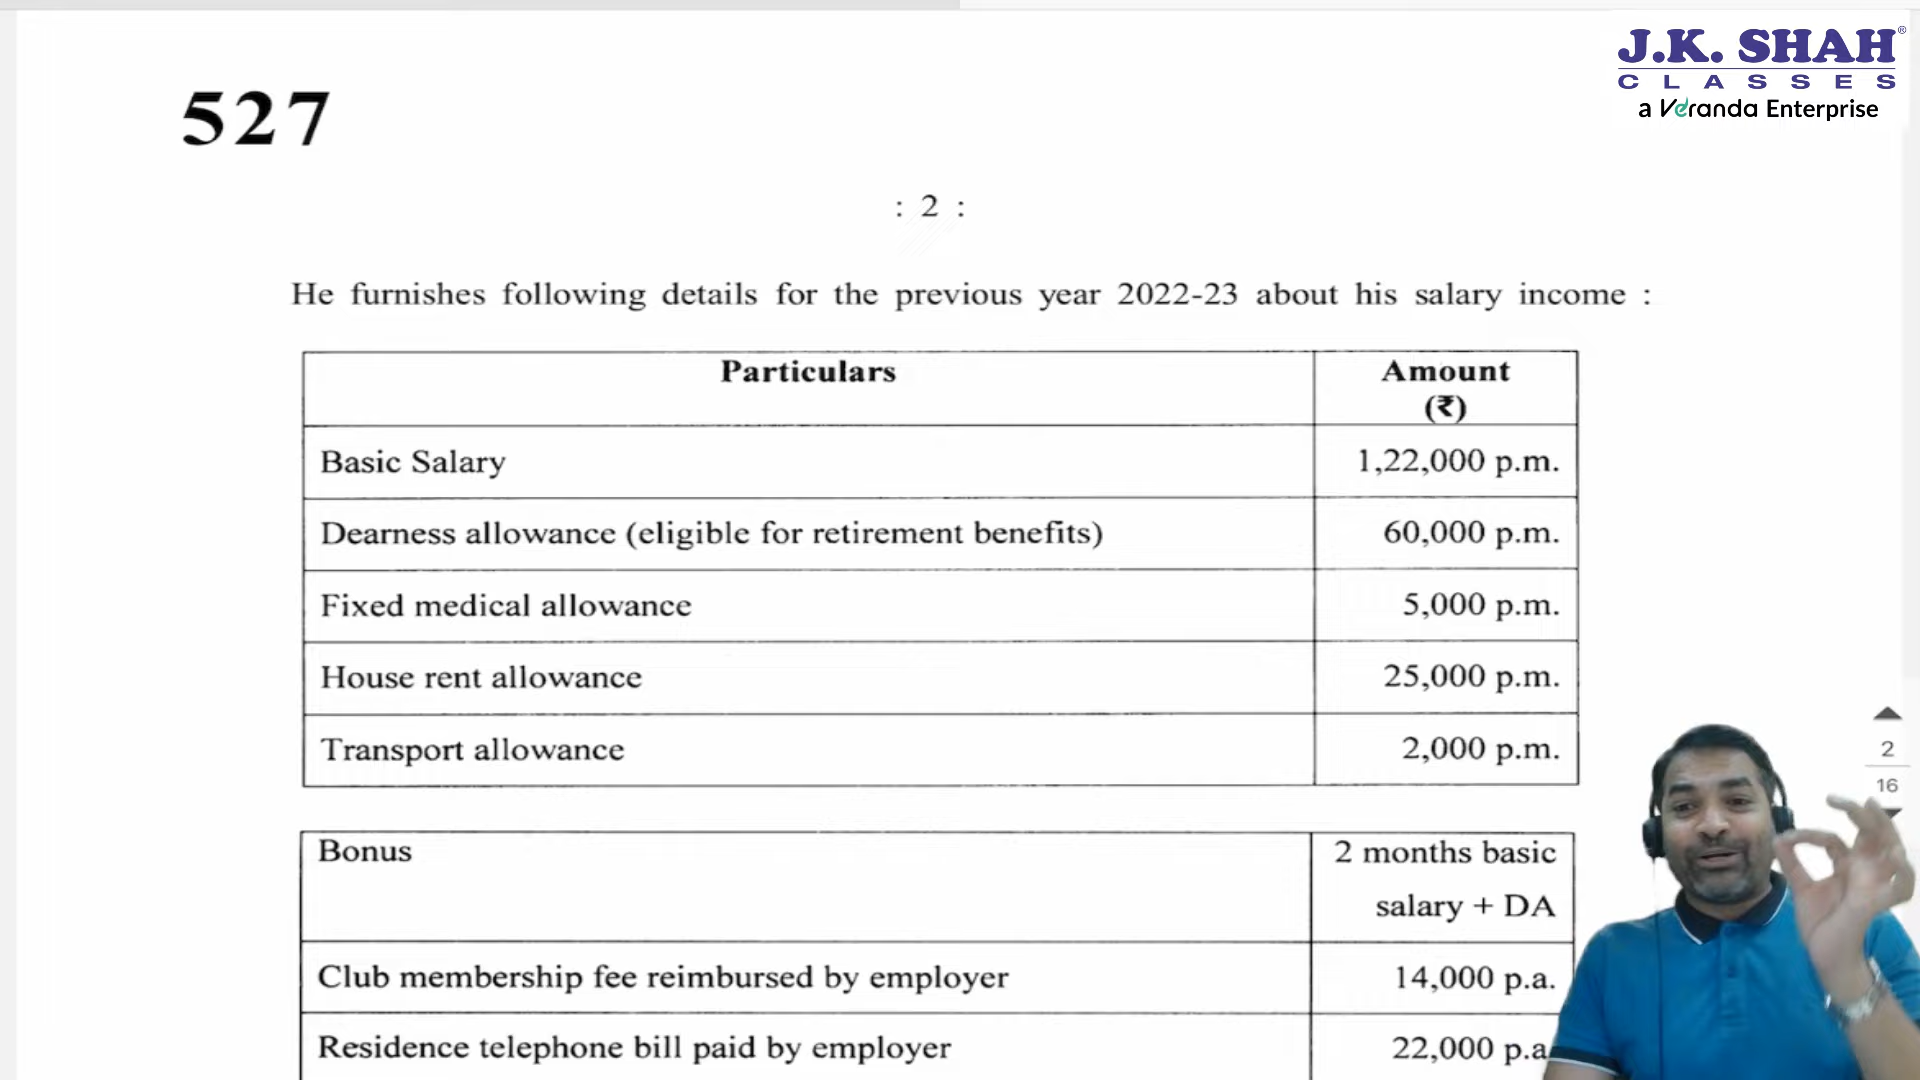 J.K. SHAH®
CLASSES
a Veranda Enterprise
527
: 2 :
He furnishes following details for the previous year 2022-23 about his salary income :
Particulars Amount
(₹)
Basic Salary 1,22,000 p.m.
Dearness allowance (eligible for retirement benefits) 60,000 p.m.
Fixed medical allowance 5,000 p.m.
House rent allowance 25,000 p.m.
Transport allowance 2,000 p.m.
2
16
Bonus 2 months basic
salary + DA
Club membership fee reimbursed by employer 14,000 p.a.
Residence telephone bill paid by employer 22,000 p.a